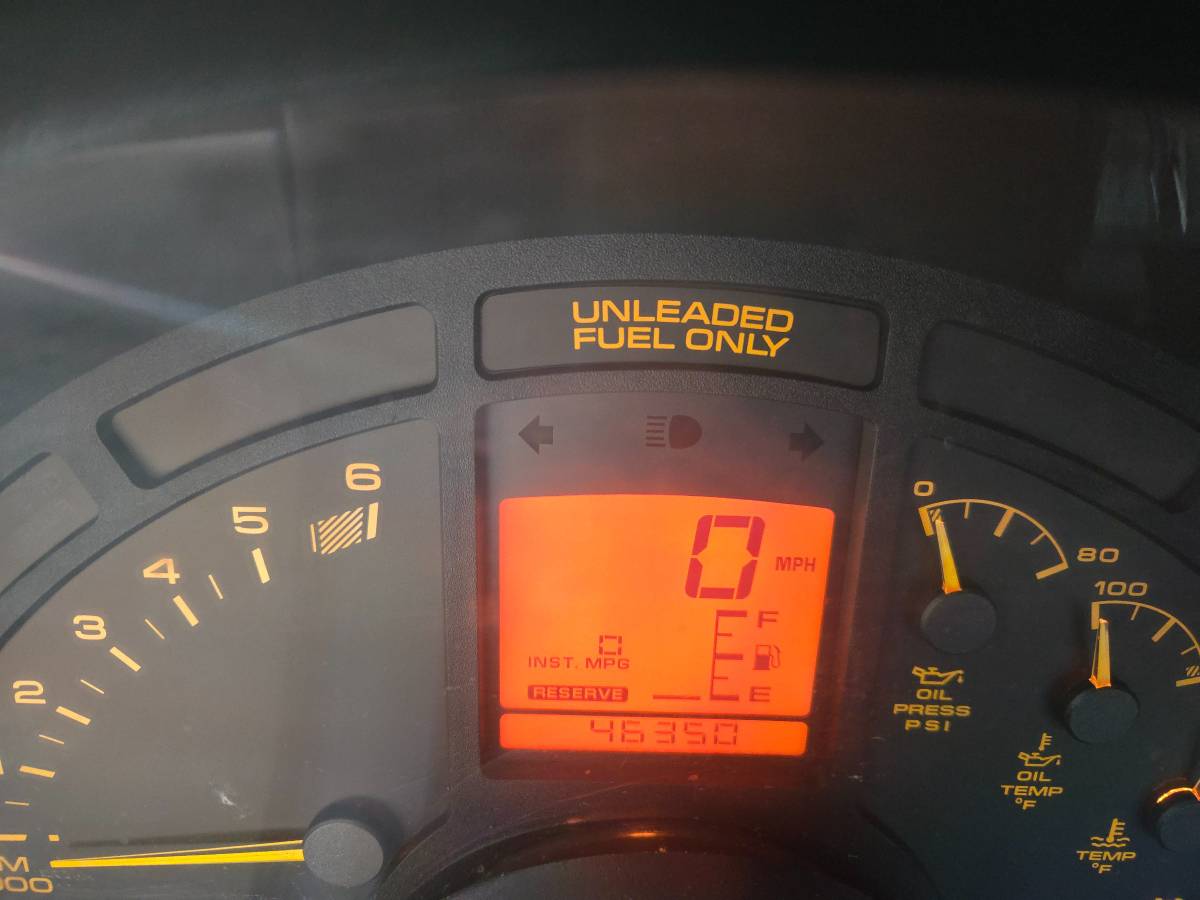 UNLEADED
FUEL ONLY
6
5
4
3
2
0
MPH
F
0
INST. MPG
RESERVE
E
46350
0
80
OIL
PRESS
PSI
100
OIL
TEMP
°F
TEMP
°F